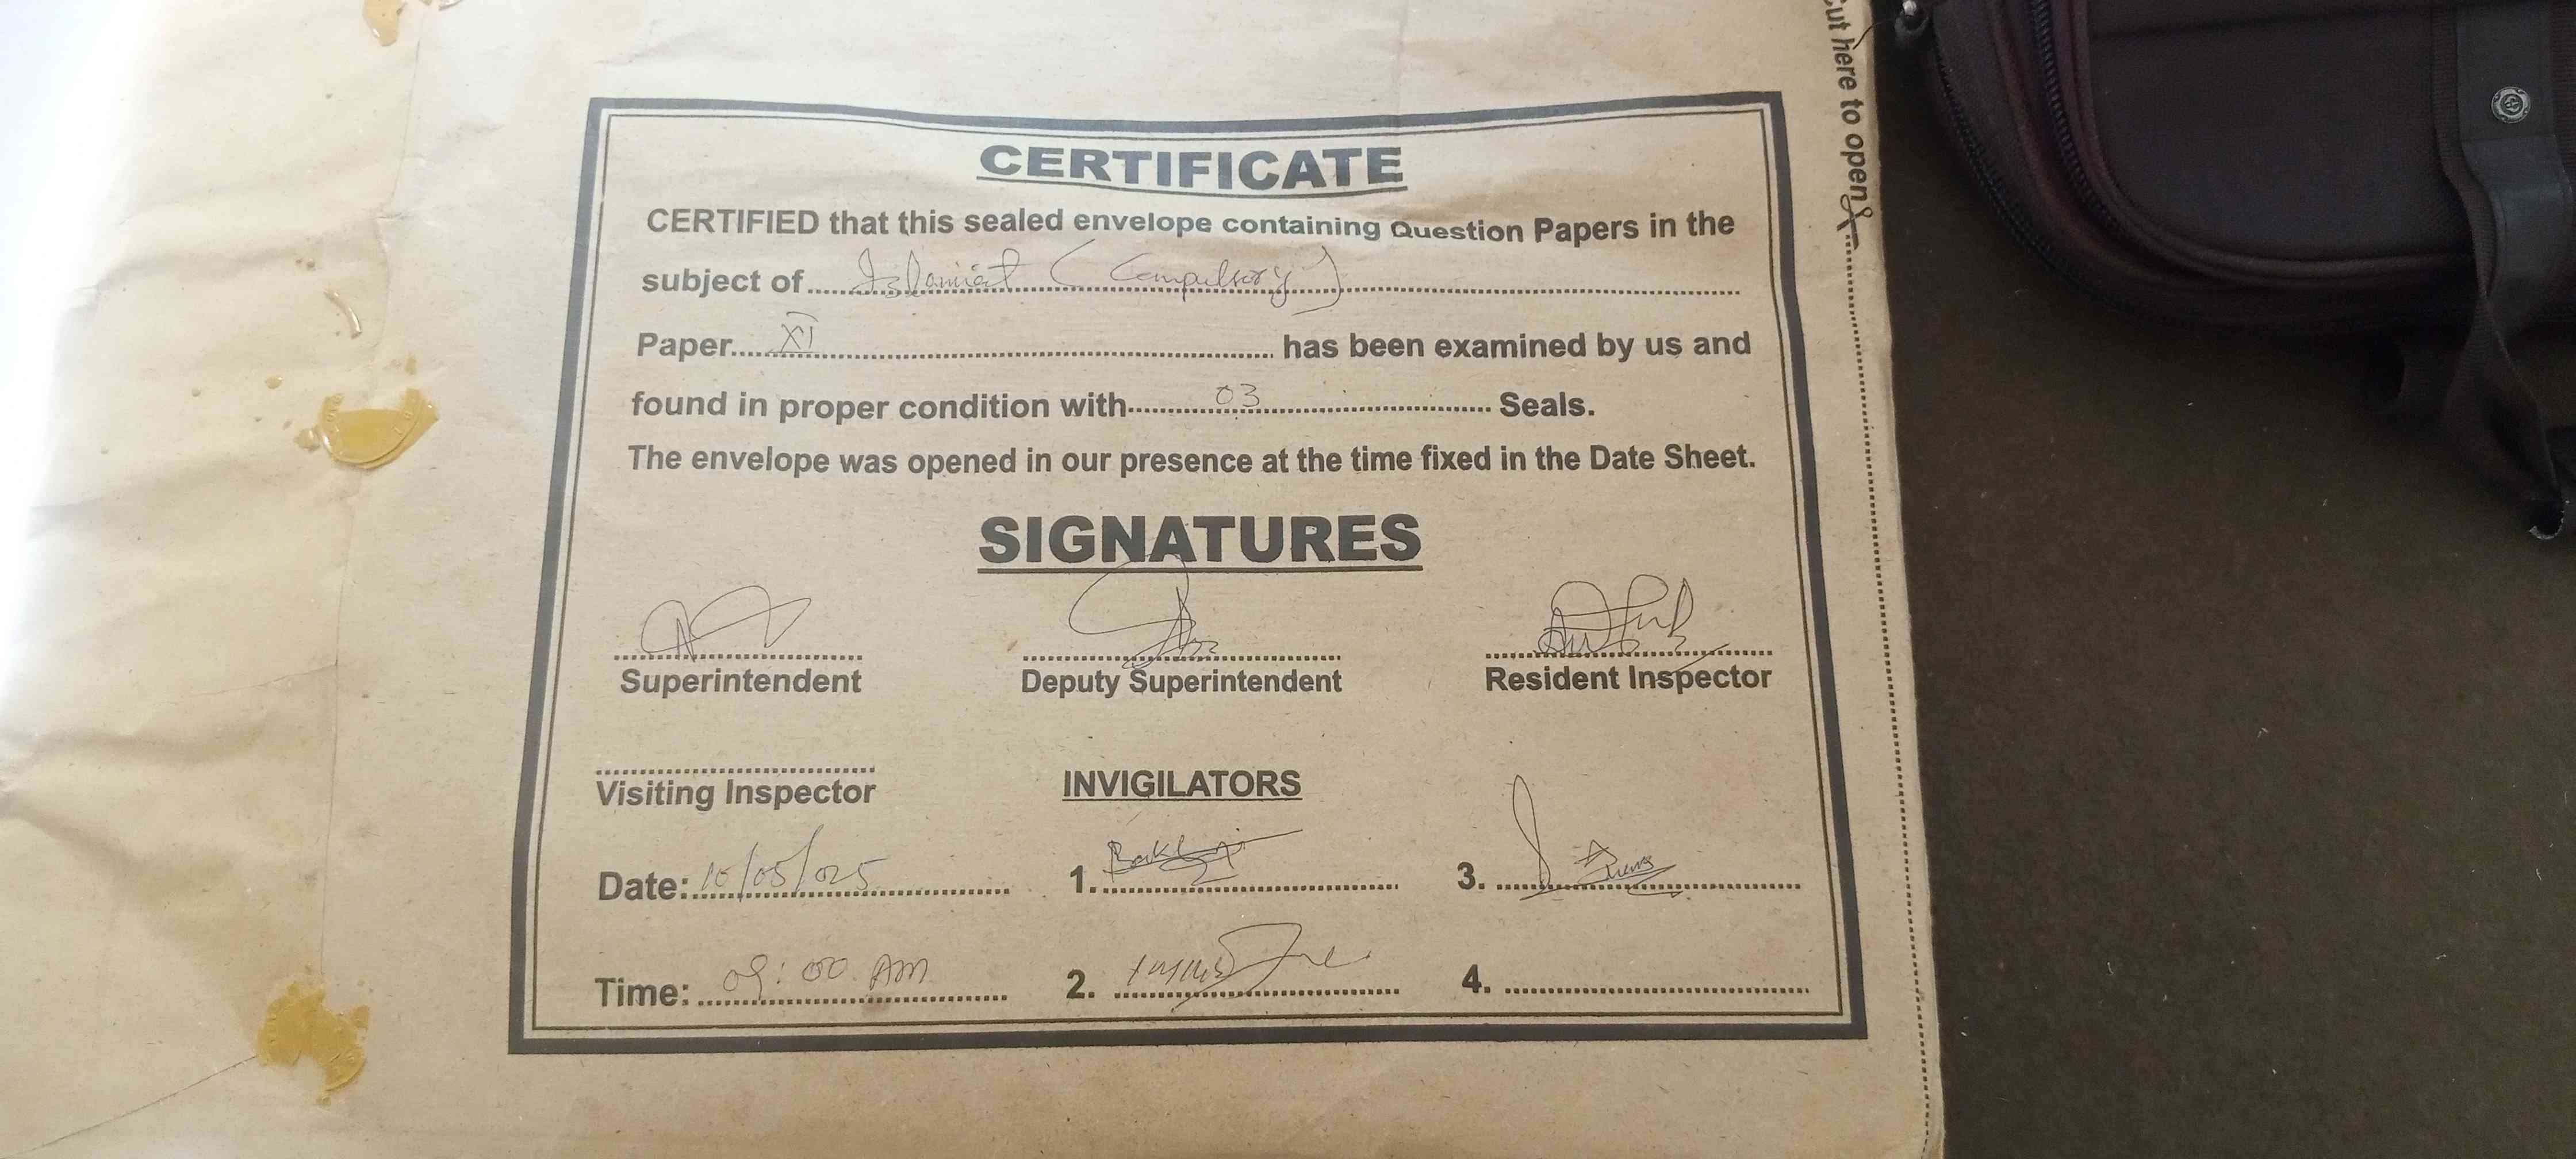 Cut here to open
CERTIFICATE
CERTIFIED that this sealed envelope containing Question Papers in the
subject of Islamiat (Compulsory)
Paper XI has been examined by us and
found in proper condition with 03 Seals.
The envelope was opened in our presence at the time fixed in the Date Sheet.
SIGNATURES
Superintendent Deputy Superintendent Resident Inspector
Visiting Inspector INVIGILATORS
Date: 10/05/025 1. 3.
Time: 09:00 AM 2. 4.